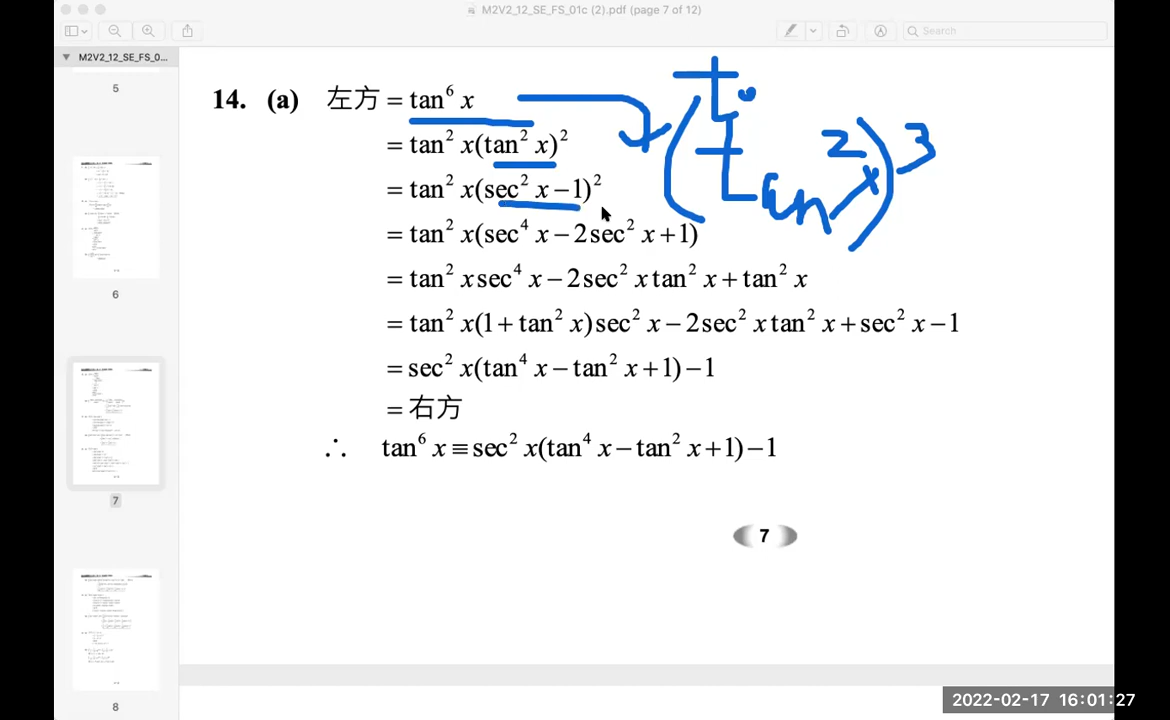 M2V2_12_SE_FS_01c (2).pdf (page 7 of 12)
Search
M2V2_12_SE_FS_0...
5
6
7
8
14. (a) 左方 = tan⁶ x
= tan² x(tan² x)²
= tan² x(sec² x − 1)²
= tan² x(sec⁴ x − 2sec² x + 1)
= tan² x sec⁴ x − 2sec² x tan² x + tan² x
= tan² x(1 + tan² x)sec² x − 2sec² x tan² x + sec² x − 1
= sec² x(tan⁴ x − tan² x + 1) − 1
= 右方
∴ tan⁶ x ≡ sec² x(tan⁴ x − tan² x + 1) − 1
(tan² x)³
7
2022-02-17 16:01:27